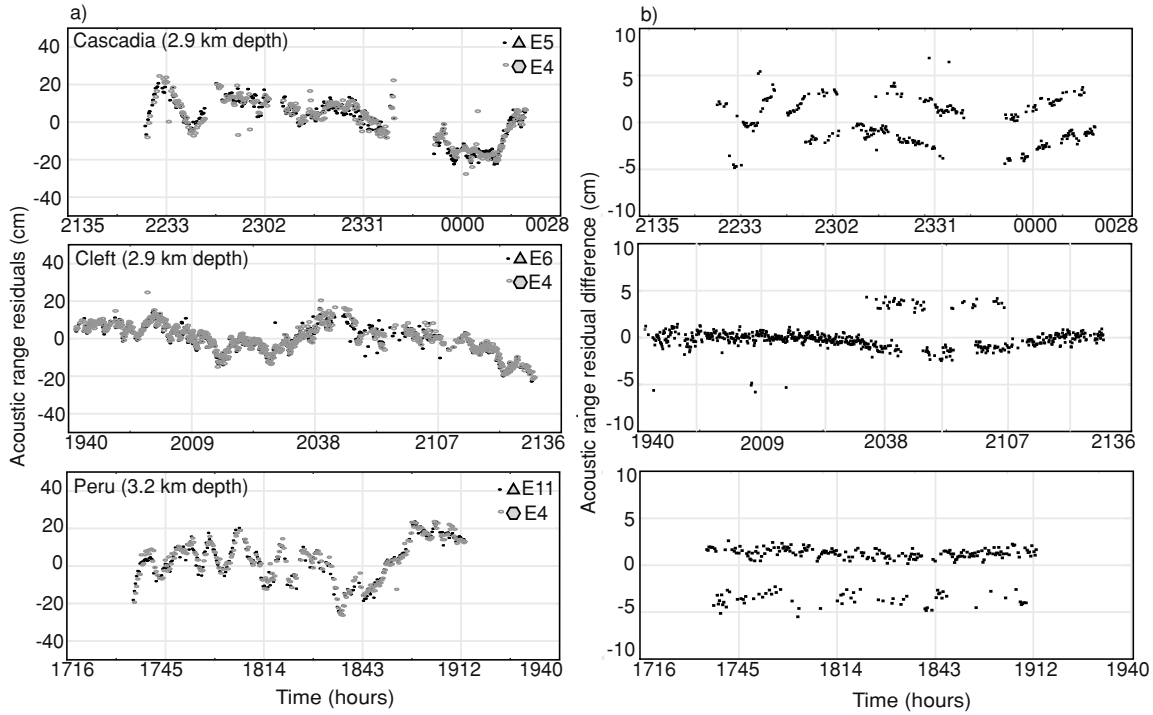 a)
Acoustic range residuals (cm)
Cascadia (2.9 km depth)
E5
E4
40
20
0
-20
-40
2135 2233 2302 2331 0000 0028
Cleft (2.9 km depth)
E6
E4
40
20
0
-20
-40
1940 2009 2038 2107 2136
Peru (3.2 km depth)
E11
E4
40
20
0
-20
-40
1716 1745 1814 1843 1912 1940
Time (hours)
b)
Acoustic range residual difference (cm)
10
5
0
-5
-10
2135 2233 2302 2331 0000 0028
10
5
0
-5
-10
1940 2009 2038 2107 2136
10
5
0
-5
-10
1716 1745 1814 1843 1912 1940
Time (hours)